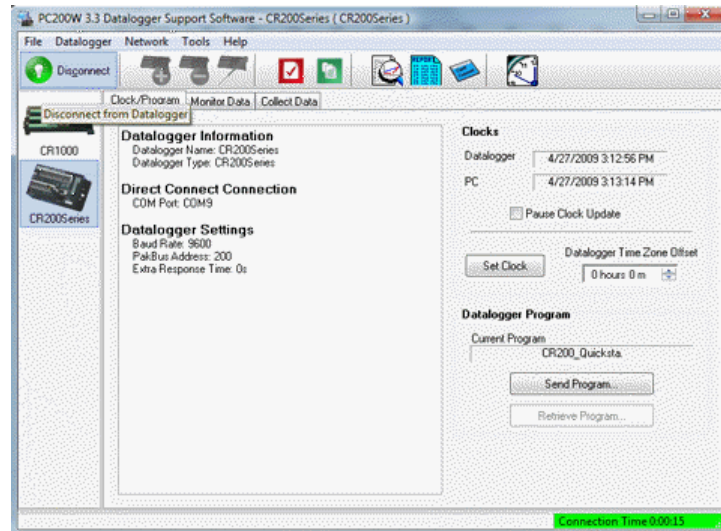 PC200W 3.3 Datalogger Support Software - CR200Series ( CR200Series )
File Datalogger Network Tools Help
Disconnect
REPORT
Clock/Program Monitor Data Collect Data
Disconnect from Datalogger
CR1000
CR200Series
Datalogger Information
Datalogger Name: CR200Series
Datalogger Type: CR200Series
Direct Connect Connection
COM Port: COM9
Datalogger Settings
Baud Rate: 9600
PakBus Address: 200
Extra Response Time: 0s
Clocks
Datalogger 4/27/2009 3:12:56 PM
PC 4/27/2009 3:13:14 PM
Pause Clock Update
Set Clock
Datalogger Time Zone Offset
0 hours 0 m
Datalogger Program
Current Program
CR200_Quicksta.
Send Program...
Retrieve Program...
Connection Time 0:00:15